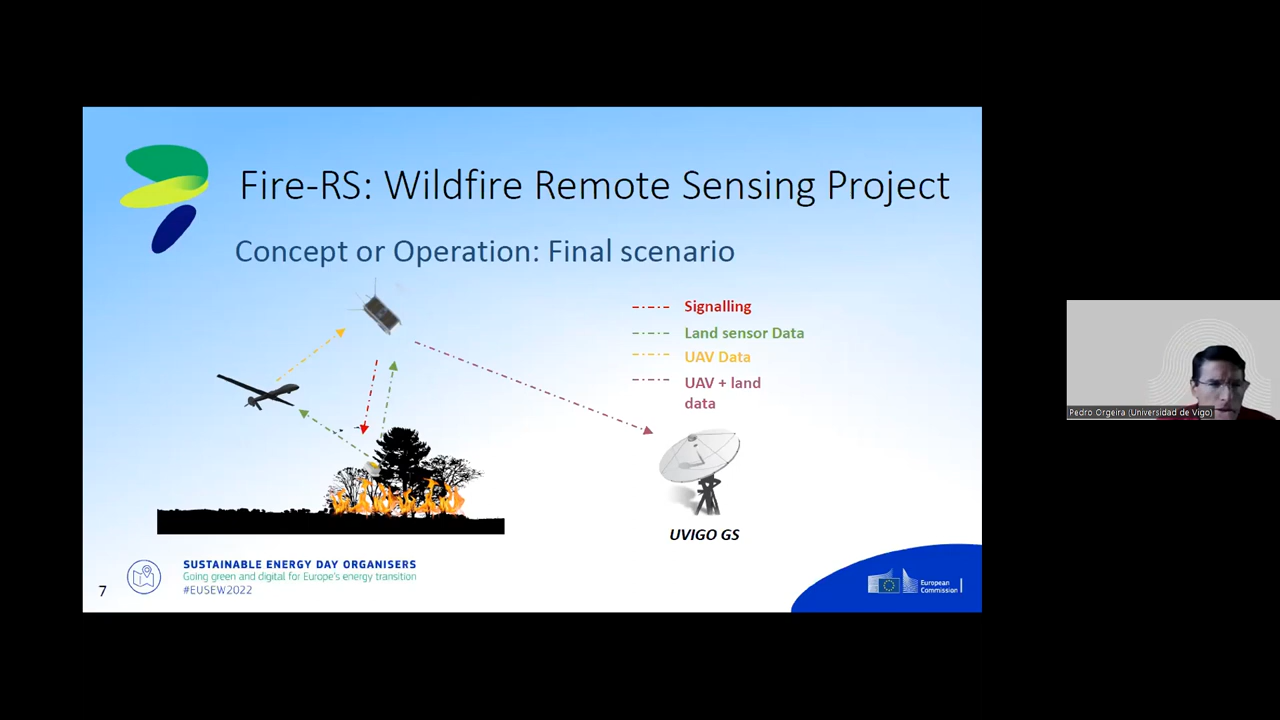 Fire-RS: Wildfire Remote Sensing Project
Concept or Operation: Final scenario
Signalling
Land sensor Data
UAV Data
UAV + land
data
UVIGO GS
SUSTAINABLE ENERGY DAY ORGANISERS
Going green and digital for Europe's energy transition
#EUSEW2022
7
European
Commission
Pedro Orgeira (Universidad de Vigo)